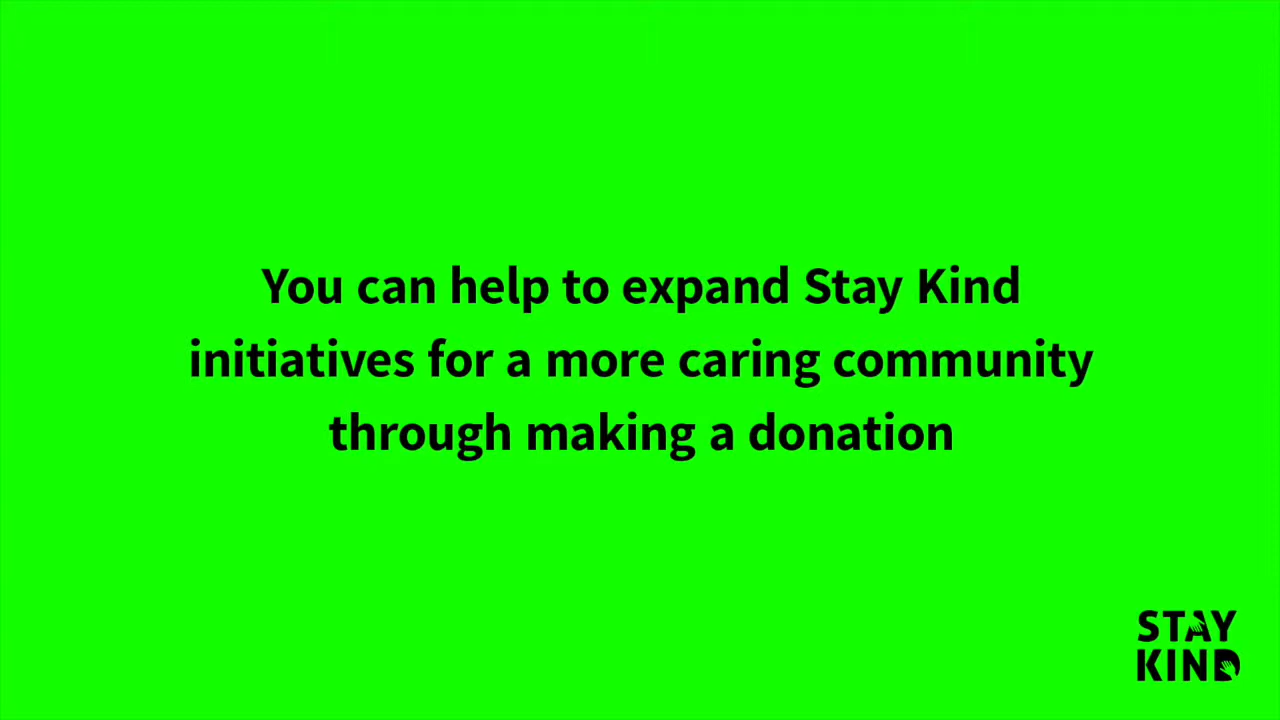 You can help to expand Stay Kind
initiatives for a more caring community
through making a donation
STAY
KIND